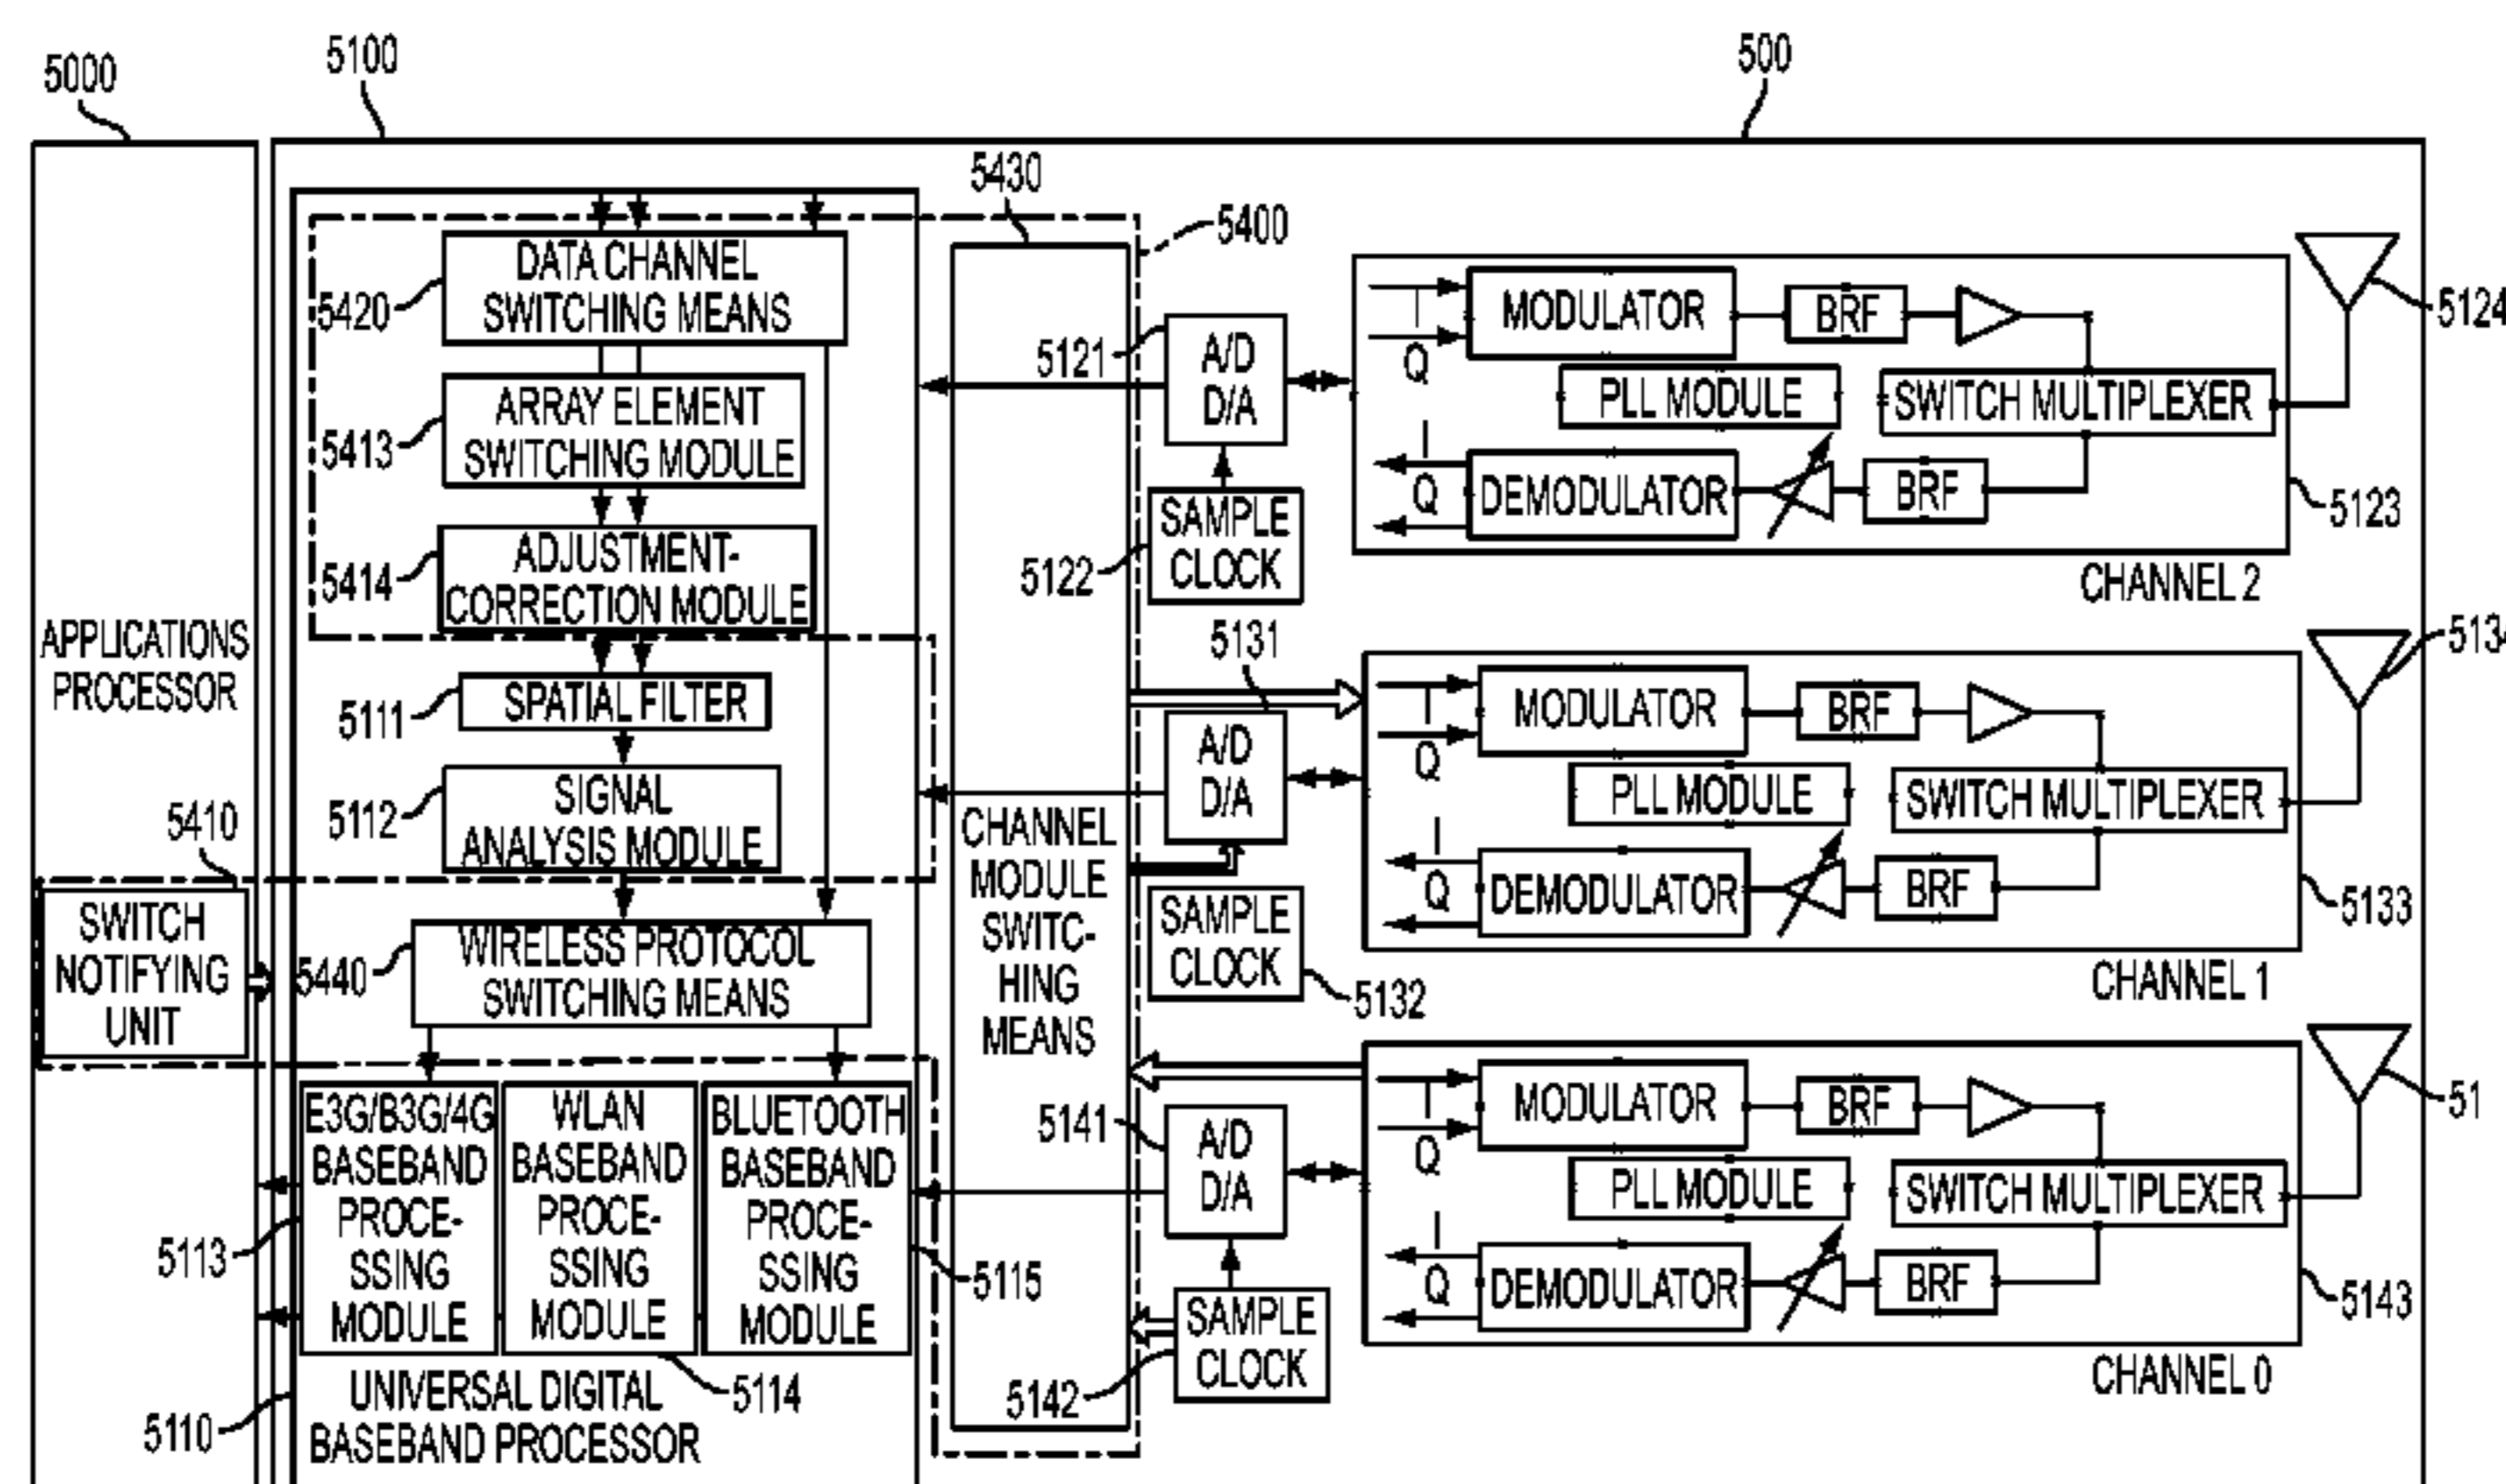 5000
5100
500
5430
5400
DATA CHANNEL
SWITCHING MEANS
5420
ARRAY ELEMENT
SWITCHING MODULE
5413
ADJUSTMENT-
CORRECTION MODULE
5414
SPATIAL FILTER
5111
SIGNAL
ANALYSIS MODULE
5112
APPLICATIONS
PROCESSOR
5410
SWITCH
NOTIFYING
UNIT
WIRELESS PROTOCOL
SWITCHING MEANS
5440
E3G/B3G/4G
BASEBAND
PROCE-
SSING
MODULE
5113
WLAN
BASEBAND
PROCE-
SSING
MODULE
5114
BLUETOOTH
BASEBAND
PROCE-
SSING
MODULE
5115
UNIVERSAL DIGITAL
BASEBAND PROCESSOR
5110
CHANNEL
MODULE
SWITC-
HING
MEANS
5121
A/D
D/A
SAMPLE
CLOCK
5122
I
Q
MODULATOR
BRF
PLL MODULE
SWITCH MULTIPLEXER
I
Q
DEMODULATOR
BRF
5124
5123
CHANNEL 2
5131
A/D
D/A
SAMPLE
CLOCK
5132
I
Q
MODULATOR
BRF
PLL MODULE
SWITCH MULTIPLEXER
I
Q
DEMODULATOR
BRF
5134
5133
CHANNEL 1
5141
A/D
D/A
SAMPLE
CLOCK
5142
I
Q
MODULATOR
BRF
PLL MODULE
SWITCH MULTIPLEXER
I
Q
DEMODULATOR
BRF
51
5143
CHANNEL 0